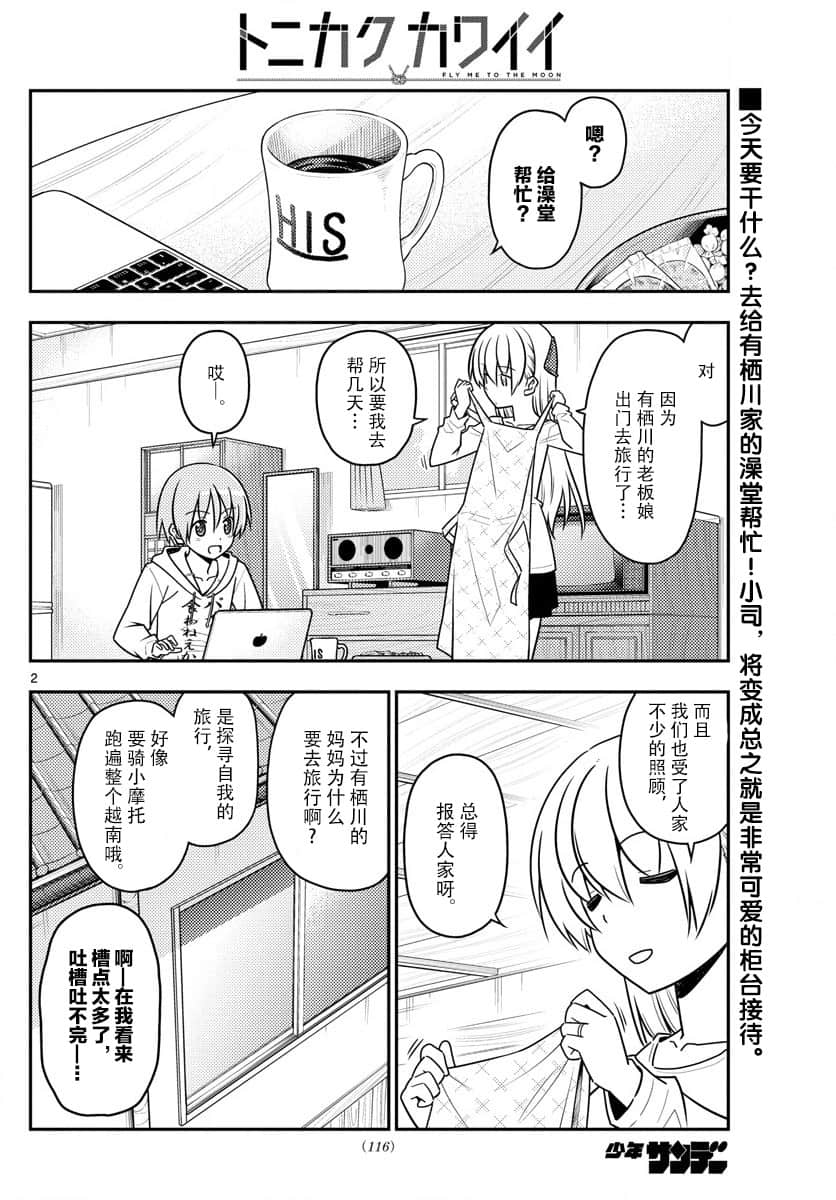 トニカクカワイイ
FLY ME TO THE MOON
■今天要干什么？去给有栖川家的澡堂帮忙！小司，将变成总之就是非常可爱的柜台接待。
嗯？
给澡堂
帮忙？
HIS
对
因为
有栖川的老板娘
出门去旅行了…
所以要我去
帮几天…
哎
—。
IS
2
而且
我们也受了人家
不少的照顾，
总得
报答人家呀。
不过有栖川的
妈妈为什么
要去旅行啊？
是探寻自我的
旅行，
好像
要骑小摩托
跑遍整个越南哦。
啊—在我看来
槽点太多了，
吐槽吐不完—…
(116)
少年サンデー